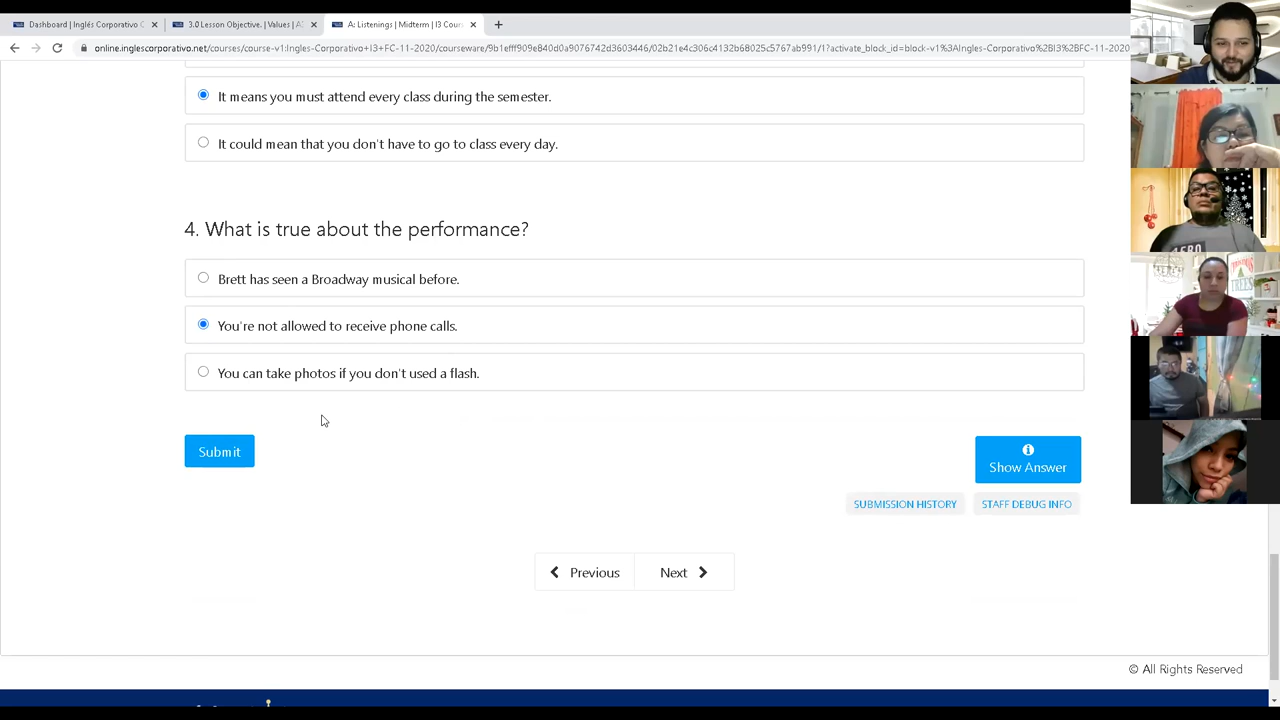 Dashboard | Inglés Corporativo C
3.0 Lesson Objective. | Values | A
A: Listenings | Midterm | I3 Cour
online.inglescorporativo.net/courses/course-v1:Ingles-Corporativo+I3+FC-11-2020/courseware/9b1efff909e840d0a9076742d3603446/02b21e4c306c4132b68025c5767ab991/1?activate_block_id=block-v1%3AIngles-Corporativo%2BI3%2BFC-11-2020
It means you must attend every class during the semester.
It could mean that you don't have to go to class every day.
4. What is true about the performance?
Brett has seen a Broadway musical before.
You're not allowed to receive phone calls.
You can take photos if you don't used a flash.
Submit
Show Answer
SUBMISSION HISTORY
STAFF DEBUG INFO
Previous
Next
© All Rights Reserved
TREES